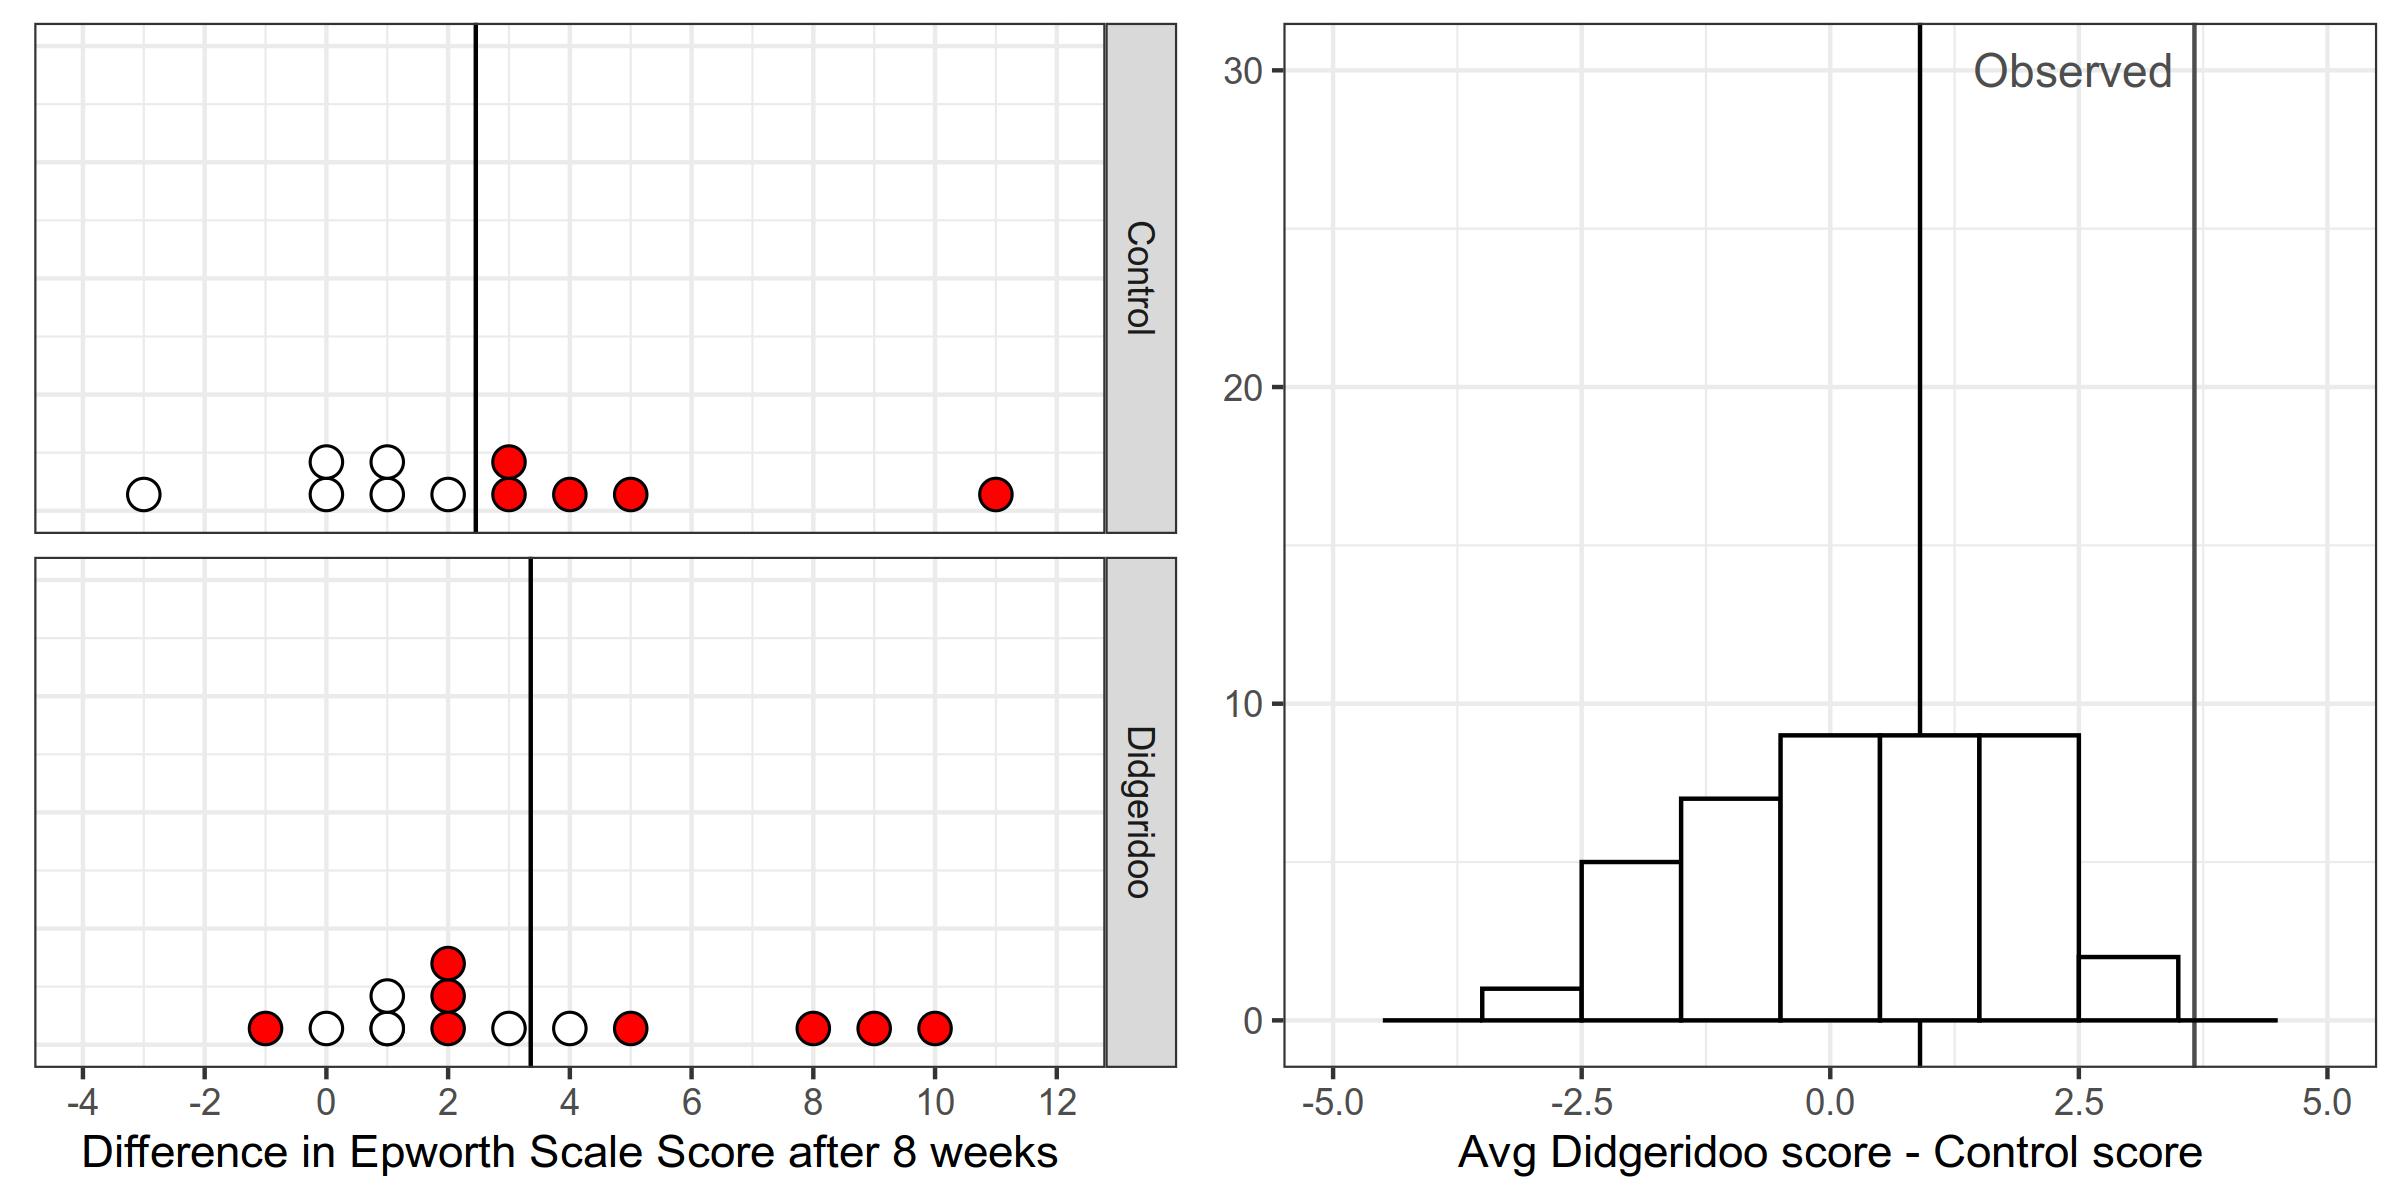 Control
Didgeridoo
-4 -2 0 2 4 6 8 10 12
Difference in Epworth Scale Score after 8 weeks
Observed
30
20
10
0
-5.0 -2.5 0.0 2.5 5.0
Avg Didgeridoo score - Control score